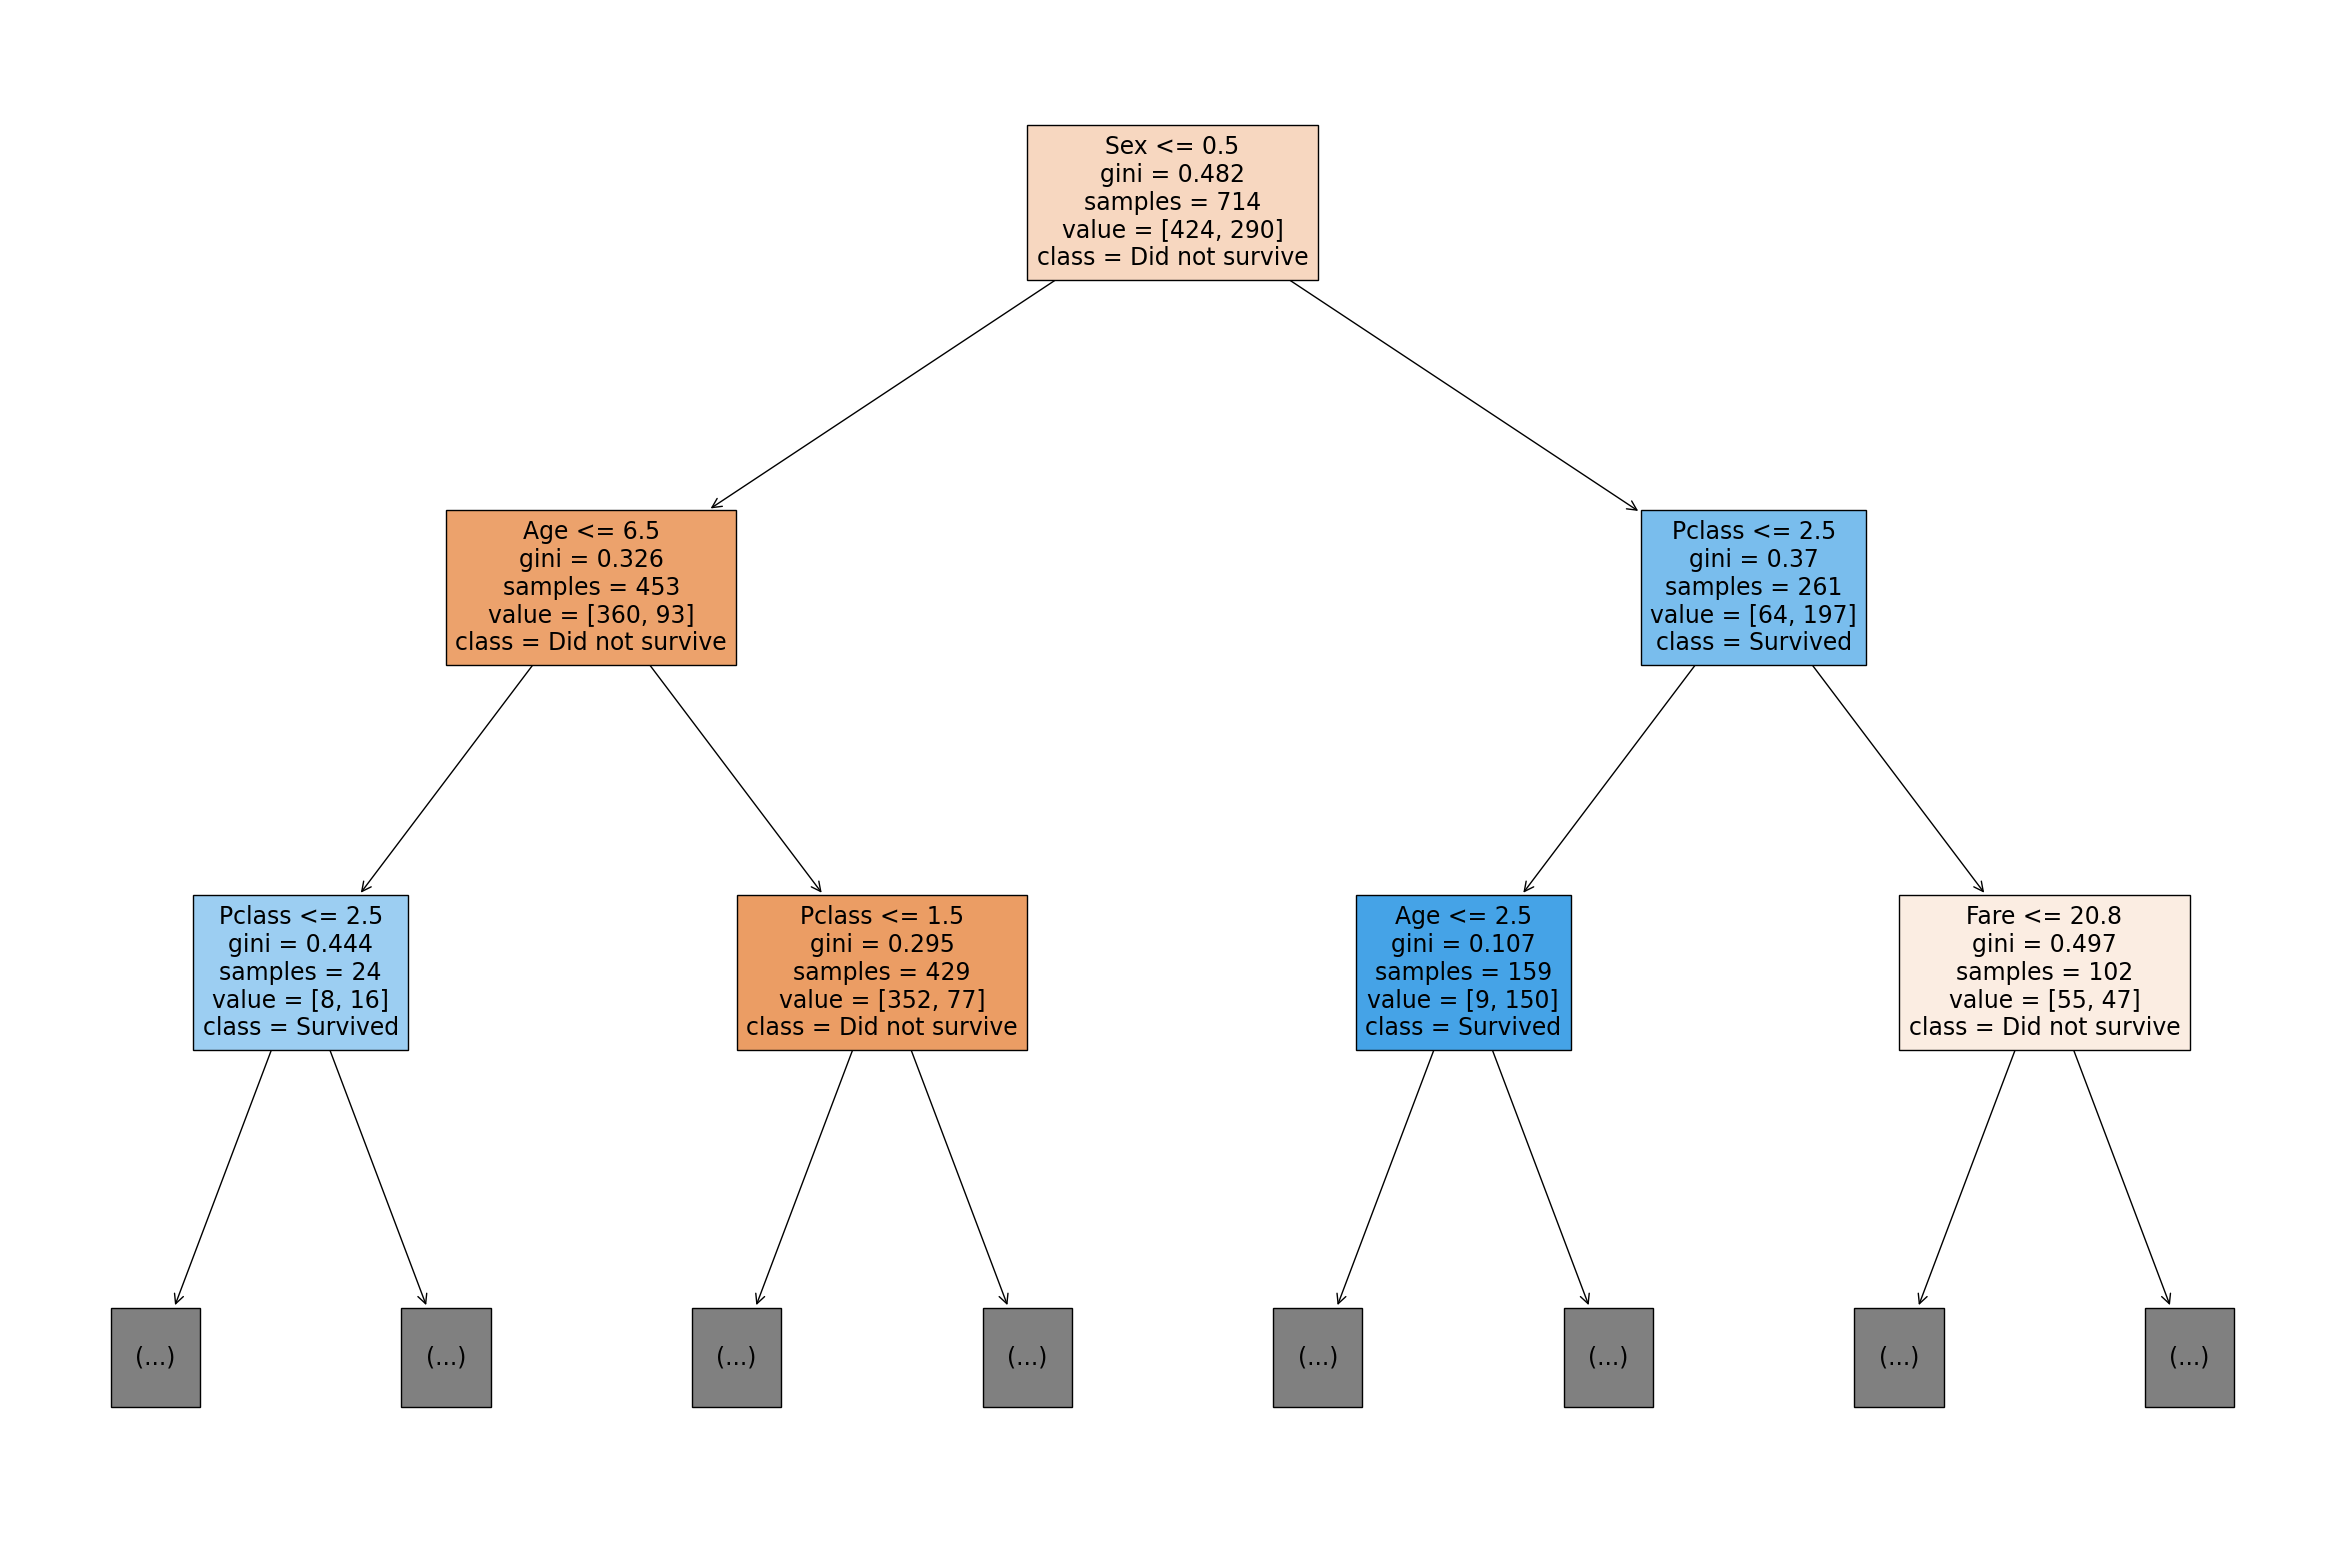 Sex <= 0.5
gini = 0.482
samples = 714
value = [424, 290]
class = Did not survive
Age <= 6.5
gini = 0.326
samples = 453
value = [360, 93]
class = Did not survive
Pclass <= 2.5
gini = 0.37
samples = 261
value = [64, 197]
class = Survived
Pclass <= 2.5
gini = 0.444
samples = 24
value = [8, 16]
class = Survived
Pclass <= 1.5
gini = 0.295
samples = 429
value = [352, 77]
class = Did not survive
Age <= 2.5
gini = 0.107
samples = 159
value = [9, 150]
class = Survived
Fare <= 20.8
gini = 0.497
samples = 102
value = [55, 47]
class = Did not survive
(...)
(...)
(...)
(...)
(...)
(...)
(...)
(...)